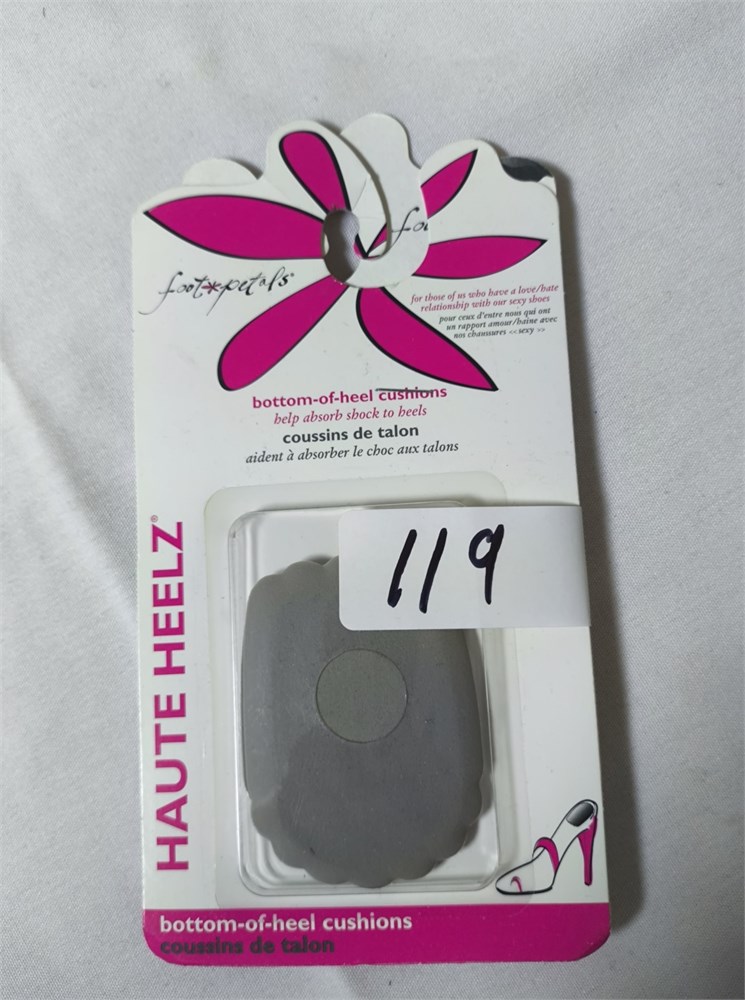 foot*petals
foo
for those of us who have a love/hate
relationship with our sexy shoes
pour ceux d'entre nous qui ont
un rapport amour/haine avec
nos chaussures << sexy >>
bottom-of-heel cushions
help absorb shock to heels
coussins de talon
aident à absorber le choc aux talons
HAUTE HEELZ®
119
bottom-of-heel cushions
coussins de talon